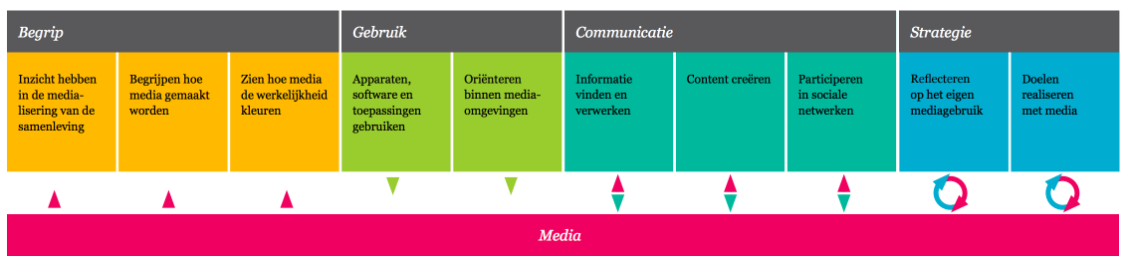 Begrip
Gebruik
Communicatie
Strategie
Inzicht hebben
in de media-
lisering van de
samenleving
Begrijpen hoe
media gemaakt
worden
Zien hoe media
de werkelijkheid
kleuren
Apparaten,
software en
toepassingen
gebruiken
Oriënteren
binnen media-
omgevingen
Informatie
vinden en
verwerken
Content creëren
Participeren
in sociale
netwerken
Reflecteren
op het eigen
mediagebruik
Doelen
realiseren
met media
Media